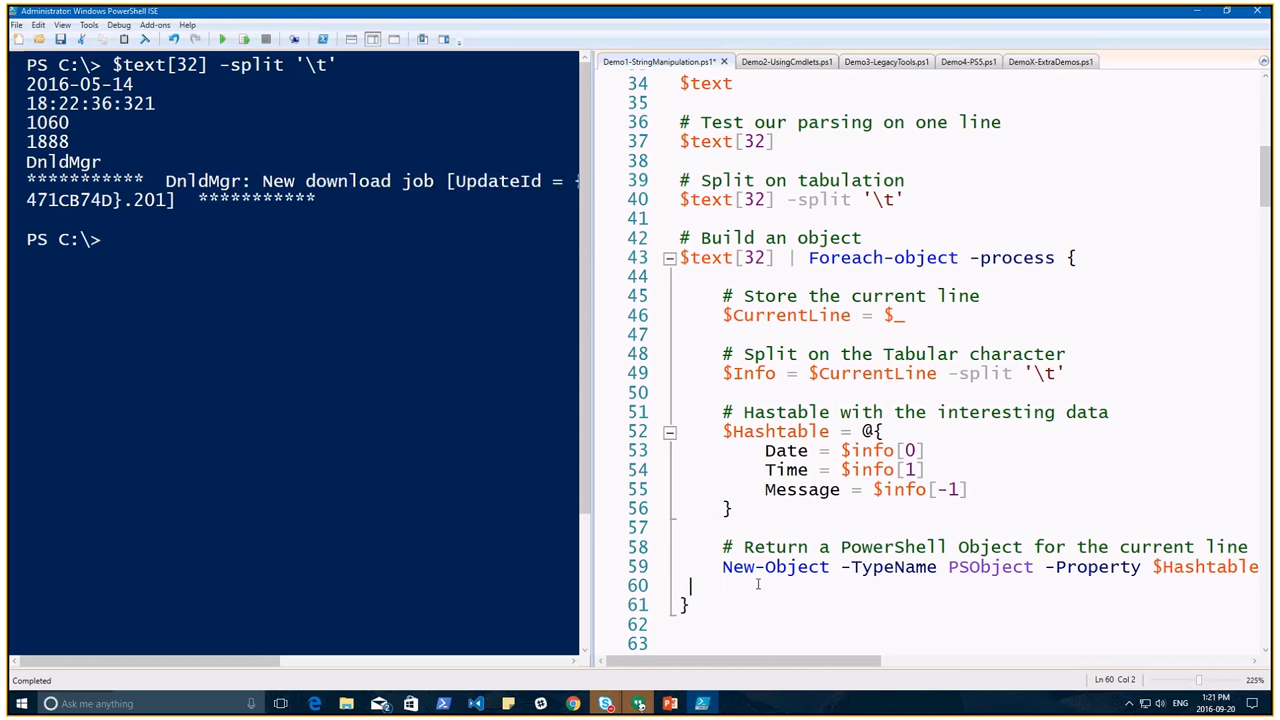 Administrator: Windows PowerShell ISE
File Edit View Tools Debug Add-ons Help
PS C:\> $text[32] -split '\t'
2016-05-14
18:22:36:321
1060
1888
DnldMgr
*********** DnldMgr: New download job [UpdateId = {
471CB74D}.201] ***********
PS C:\>
Demo1-StringManipulation.ps1* Demo2-UsingCmdlets.ps1 Demo3-LegacyTools.ps1 Demo4-PS5.ps1 DemoX-ExtraDemos.ps1
34 $text
35
36 # Test our parsing on one line
37 $text[32]
38
39 # Split on tabulation
40 $text[32] -split '\t'
41
42 # Build an object
43 $text[32] | Foreach-object -process {
44
45 # Store the current line
46 $CurrentLine = $_
47
48 # Split on the Tabular character
49 $Info = $CurrentLine -split '\t'
50
51 # Hastable with the interesting data
52 $Hashtable = @{
53 Date = $info[0]
54 Time = $info[1]
55 Message = $info[-1]
56 }
57
58 # Return a PowerShell Object for the current line
59 New-Object -TypeName PSObject -Property $Hashtable
60
61 }
62
63
Completed
Ln 60 Col 2
225%
Ask me anything
ENG
1:21 PM
2016-09-20